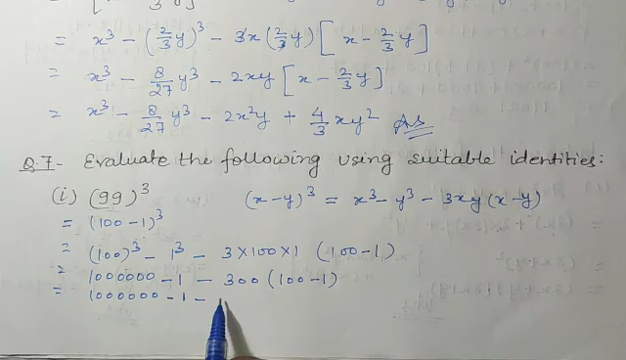 = x³ - (2/3 y)³ - 3x(2/3 y) [ x - 2/3 y ]
= x³ - 8/27 y³ - 2xy [ x - 2/3 y ]
= x³ - 8/27 y³ - 2x²y + 4/3 xy² As
Q.7- Evaluate the following using suitable identities:
(i) (99)³ (x-y)³ = x³ - y³ - 3xy (x-y)
= (100-1)³
= (100)³ - 1³ - 3×100×1 (100-1)
= 1000000 - 1 - 300 (100-1)
= 1000000 - 1 -